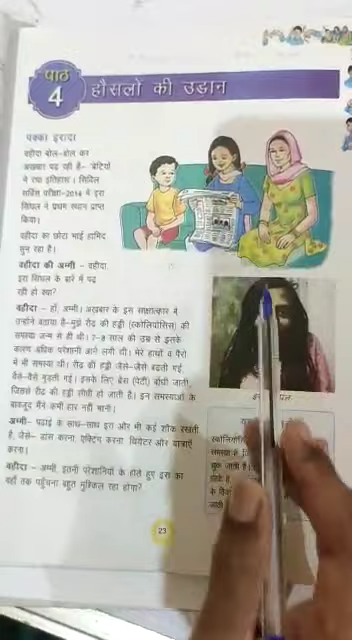 पाठ
4
हौसलों की उड़ान
पक्का इरादा
वहीदा बोल-बोल कर
अखबार पढ़ रही है- 'बेटियों
ने रचा इतिहास'। सिविल
सर्विस परीक्षा-2014 में इरा
सिंघल ने प्रथम स्थान प्राप्त
किया।
वहीदा का छोटा भाई हामिद
सुन रहा है।
वहीदा की अम्मी - वहीदा
इरा सिंघल के बारे में पढ़
रही हो क्या?
वहीदा - हाँ, अम्मी। अखबार के इस साक्षात्कार में
उन्होंने बताया है-मुझे रीढ़ की हड्डी (स्कोलियोसिस) की
समस्या जन्म से ही थी। 7-8 साल की उम्र से इसके
कारण अधिक परेशानी आने लगी थी। मेरे हाथों व पैरों
में भी समस्या थी। रीढ़ की हड्डी जैसे-जैसे बढ़ती गई,
वैसे-वैसे मुड़ती गई। इसके लिए ब्रेस (पेटी) बाँधी जाती,
जिससे रीढ़ की हड्डी सीधी हो जाती है। इन समस्याओं के
बावजूद मैंने कभी हार नहीं मानी।
अम्मी- पढ़ाई के साथ-साथ इरा और भी कई शौक रखती
है, जैसे- डांस करना, एक्टिंग करना, थियेटर और यात्राएँ
करना।
वहीदा - अम्मी, इतनी परेशानियों के होते हुए इरा का
यहाँ तक पहुँचना बहुत मुश्किल रहा होगा?
समस्या के
झुक जाती है।
23